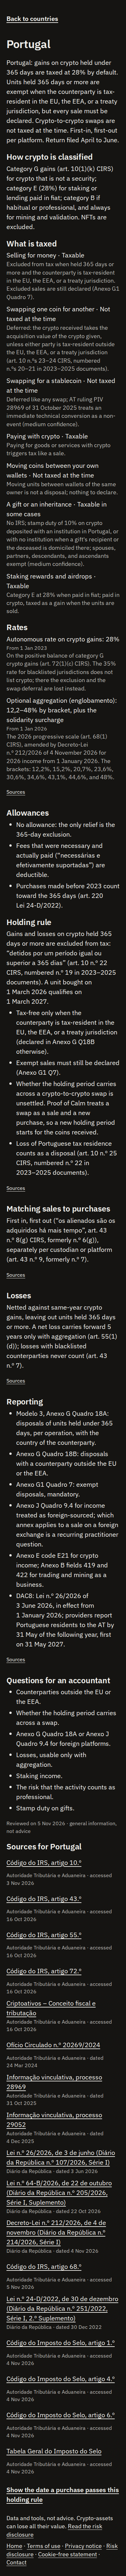 Back to countries
Portugal
Portugal: gains on crypto held under
365 days are taxed at 28% by default.
Held 365 days or more are exempt
when the counterparty is tax-
resident in the EU, the EEA, or a treaty
jurisdiction, but every sale must be
declared. Crypto-to-crypto swaps are
not taxed at the time. First-in, first-out
per platform. Return filed April to June.
How crypto is classified
Category G gains (art. 10(1)(k) CIRS)
for crypto that is not a security;
category E (28%) for staking or
lending paid in fiat; category B if
habitual or professional, and always
for mining and validation. NFTs are
excluded.
What is taxed
Selling for money · Taxable
Excluded from tax when held 365 days or
more and the counterparty is tax-resident
in the EU, the EEA, or a treaty jurisdiction.
Excluded sales are still declared (Anexo G1
Quadro 7).
Swapping one coin for another · Not
taxed at the time
Deferred: the crypto received takes the
acquisition value of the crypto given,
unless either party is tax-resident outside
the EU, the EEA, or a treaty jurisdiction
(art. 10 n.ºs 23–24 CIRS, numbered
n.ºs 20–21 in 2023–2025 documents).
Swapping for a stablecoin · Not taxed
at the time
Deferred like any swap; AT ruling PIV
28969 of 31 October 2025 treats an
immediate technical conversion as a non-
event (medium confidence).
Paying with crypto · Taxable
Paying for goods or services with crypto
triggers tax like a sale.
Moving coins between your own
wallets · Not taxed at the time
Moving units between wallets of the same
owner is not a disposal; nothing to declare.
A gift or an inheritance · Taxable in
some cases
No IRS; stamp duty of 10% on crypto
deposited with an institution in Portugal, or
with no institution when a gift's recipient or
the deceased is domiciled there; spouses,
partners, descendants, and ascendants
exempt (medium confidence).
Staking rewards and airdrops ·
Taxable
Category E at 28% when paid in fiat; paid in
crypto, taxed as a gain when the units are
sold.
Rates
Autonomous rate on crypto gains: 28%
From 1 Jan 2023
On the positive balance of category G
crypto gains (art. 72(1)(c) CIRS). The 35%
rate for blacklisted jurisdictions does not
list crypto; there the exclusion and the
swap deferral are lost instead.
Optional aggregation (englobamento):
12,2–48% by bracket, plus the
solidarity surcharge
From 1 Jan 2026
The 2026 progressive scale (art. 68(1)
CIRS), amended by Decreto-Lei
n.º 212/2026 of 4 November 2026 for
2026 income from 1 January 2026. The
brackets: 12,2%, 15,2%, 20,7%, 23,6%,
30,6%, 34,6%, 43,1%, 44,6%, and 48%.
Sources
Allowances
No allowance: the only relief is the
365-day exclusion.
Fees that were necessary and
actually paid (“necessárias e
efetivamente suportadas”) are
deductible.
Purchases made before 2023 count
toward the 365 days (art. 220
Lei 24-D/2022).
Holding rule
Gains and losses on crypto held 365
days or more are excluded from tax:
“detidos por um período igual ou
superior a 365 dias” (art. 10 n.º 22
CIRS, numbered n.º 19 in 2023–2025
documents). A unit bought on
1 March 2026 qualifies on
1 March 2027.
Tax-free only when the
counterparty is tax-resident in the
EU, the EEA, or a treaty jurisdiction
(declared in Anexo G Q18B
otherwise).
Exempt sales must still be declared
(Anexo G1 Q7).
Whether the holding period carries
across a crypto-to-crypto swap is
unsettled. Proof of Calm treats a
swap as a sale and a new
purchase, so a new holding period
starts for the coins received.
Loss of Portuguese tax residence
counts as a disposal (art. 10 n.º 25
CIRS, numbered n.º 22 in
2023–2025 documents).
Sources
Matching sales to purchases
First in, first out (“os alienados são os
adquiridos há mais tempo”, art. 43
n.º 8(g) CIRS, formerly n.º 6(g)),
separately per custodian or platform
(art. 43 n.º 9, formerly n.º 7).
Sources
Losses
Netted against same-year crypto
gains, leaving out units held 365 days
or more. A net loss carries forward 5
years only with aggregation (art. 55(1)
(d)); losses with blacklisted
counterparties never count (art. 43
n.º 7).
Sources
Reporting
Modelo 3, Anexo G Quadro 18A:
disposals of units held under 365
days, per operation, with the
country of the counterparty.
Anexo G Quadro 18B: disposals
with a counterparty outside the EU
or the EEA.
Anexo G1 Quadro 7: exempt
disposals, mandatory.
Anexo J Quadro 9.4 for income
treated as foreign-sourced; which
annex applies to a sale on a foreign
exchange is a recurring practitioner
question.
Anexo E code E21 for crypto
income; Anexo B fields 419 and
422 for trading and mining as a
business.
DAC8: Lei n.º 26/2026 of
3 June 2026, in effect from
1 January 2026; providers report
Portuguese residents to the AT by
31 May of the following year, first
on 31 May 2027.
Sources
Questions for an accountant
Counterparties outside the EU or
the EEA.
Whether the holding period carries
across a swap.
Anexo G Quadro 18A or Anexo J
Quadro 9.4 for foreign platforms.
Losses, usable only with
aggregation.
Staking income.
The risk that the activity counts as
professional.
Stamp duty on gifts.
Reviewed on 5 Nov 2026 · general information,
not advice
Sources for Portugal
Código do IRS, artigo 10.º
Autoridade Tributária e Aduaneira · accessed
3 Nov 2026
Código do IRS, artigo 43.º
Autoridade Tributária e Aduaneira · accessed
16 Oct 2026
Código do IRS, artigo 55.º
Autoridade Tributária e Aduaneira · accessed
16 Oct 2026
Código do IRS, artigo 72.º
Autoridade Tributária e Aduaneira · accessed
16 Oct 2026
Criptoativos – Conceito fiscal e
tributação
Autoridade Tributária e Aduaneira · accessed
16 Oct 2026
Ofício Circulado n.º 20269/2024
Autoridade Tributária e Aduaneira · dated
24 Mar 2024
Informação vinculativa, processo
28969
Autoridade Tributária e Aduaneira · dated
31 Oct 2025
Informação vinculativa, processo
29052
Autoridade Tributária e Aduaneira · dated
4 Dec 2025
Lei n.º 26/2026, de 3 de junho (Diário
da República n.º 107/2026, Série I)
Diário da República · dated 3 Jun 2026
Lei n.º 64-B/2026, de 22 de outubro
(Diário da República n.º 205/2026,
Série I, Suplemento)
Diário da República · dated 22 Oct 2026
Decreto-Lei n.º 212/2026, de 4 de
novembro (Diário da República n.º
214/2026, Série I)
Diário da República · dated 4 Nov 2026
Código do IRS, artigo 68.º
Autoridade Tributária e Aduaneira · accessed
5 Nov 2026
Lei n.º 24-D/2022, de 30 de dezembro
(Diário da República n.º 251/2022,
Série I, 2.º Suplemento)
Diário da República · dated 30 Dec 2022
Código do Imposto do Selo, artigo 1.º
Autoridade Tributária e Aduaneira · accessed
4 Nov 2026
Código do Imposto do Selo, artigo 4.º
Autoridade Tributária e Aduaneira · accessed
4 Nov 2026
Código do Imposto do Selo, artigo 6.º
Autoridade Tributária e Aduaneira · accessed
4 Nov 2026
Tabela Geral do Imposto do Selo
Autoridade Tributária e Aduaneira · accessed
4 Nov 2026
Show the date a purchase passes this
holding rule
Data and tools, not advice. Crypto-assets
can lose all their value. Read the risk
disclosure
Home · Terms of use · Privacy notice · Risk
disclosure · Cookie-free statement ·
Contact